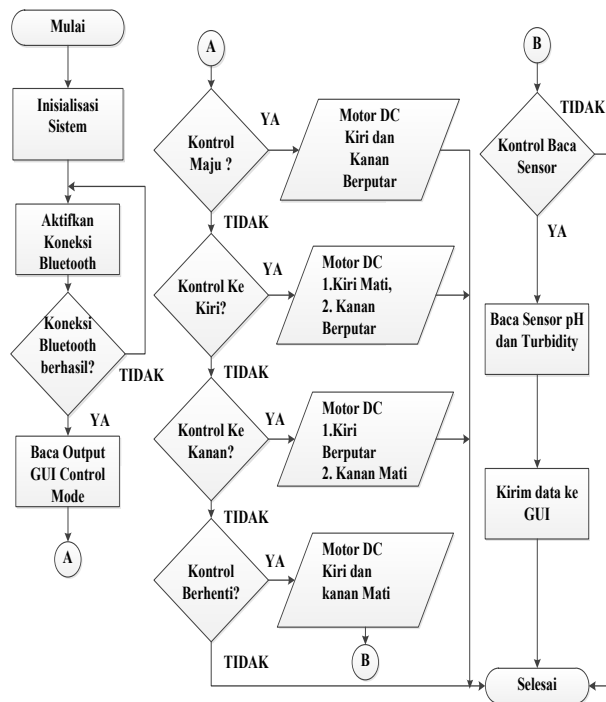 Mulai
Inisialisasi
Sistem
Aktifkan
Koneksi
Bluetooth
Koneksi
Bluetooth
berhasil?
TIDAK
YA
Baca Output
GUI Control
Mode
A
A
Kontrol
Maju ?
YA
Motor DC
Kiri dan
Kanan
Berputar
TIDAK
Kontrol Ke
Kiri?
YA
Motor DC
1.Kiri Mati,
2. Kanan
Berputar
TIDAK
Kontrol Ke
Kanan?
YA
Motor DC
1.Kiri
Berputar
2. Kanan Mati
TIDAK
Kontrol
Berhenti?
YA
Motor DC
Kiri dan
kanan Mati
B
TIDAK
B
TIDAK
Kontrol Baca
Sensor
YA
Baca Sensor pH
dan Turbidity
Kirim data ke
GUI
Selesai